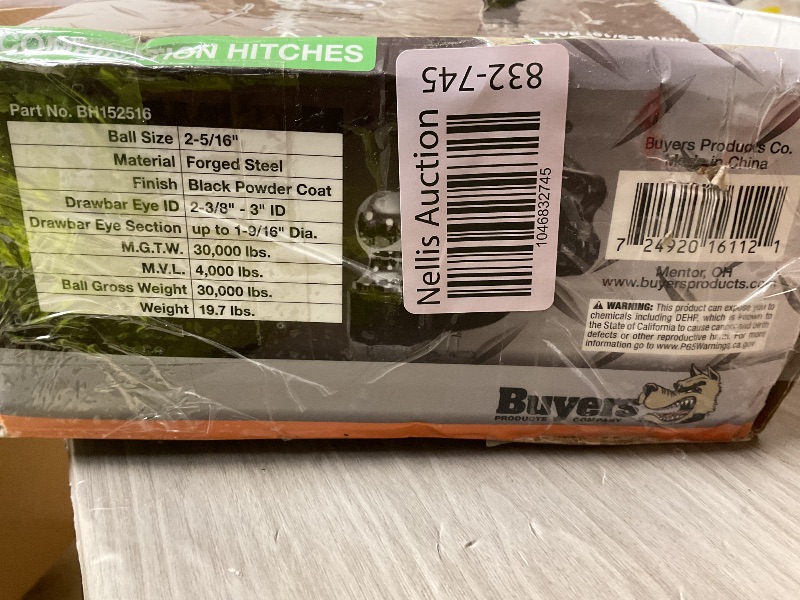 COMBINATION HITCHES
Part No. BH152516
Ball Size 2-5/16"
Material Forged Steel
Finish Black Powder Coat
Drawbar Eye ID 2-3/8" - 3" ID
Drawbar Eye Section up to 1-9/16" Dia.
M.G.T.W. 30,000 lbs.
M.V.L. 4,000 lbs.
Ball Gross Weight 30,000 lbs.
Weight 19.7 lbs.
832-745
Nellis Auction
1046832745
Buyers Products Co.
Made in China
7 24920 16112 1
Mentor, OH
www.buyersproducts.com
WARNING: This product can expose you to
chemicals including DEHP, which is known to
the State of California to cause cancer and birth
defects or other reproductive harm. For more
information go to www.P65Warnings.ca.gov
Buyers
PRODUCTS COMPANY